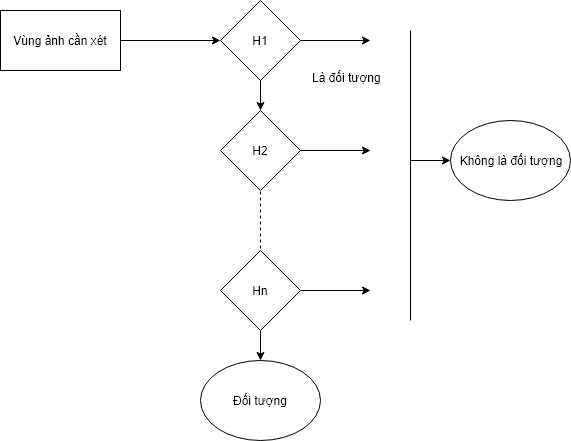 Vùng ảnh cần xét
H1
Là đối tượng
H2
Không là đối tượng
Hn
Đối tượng